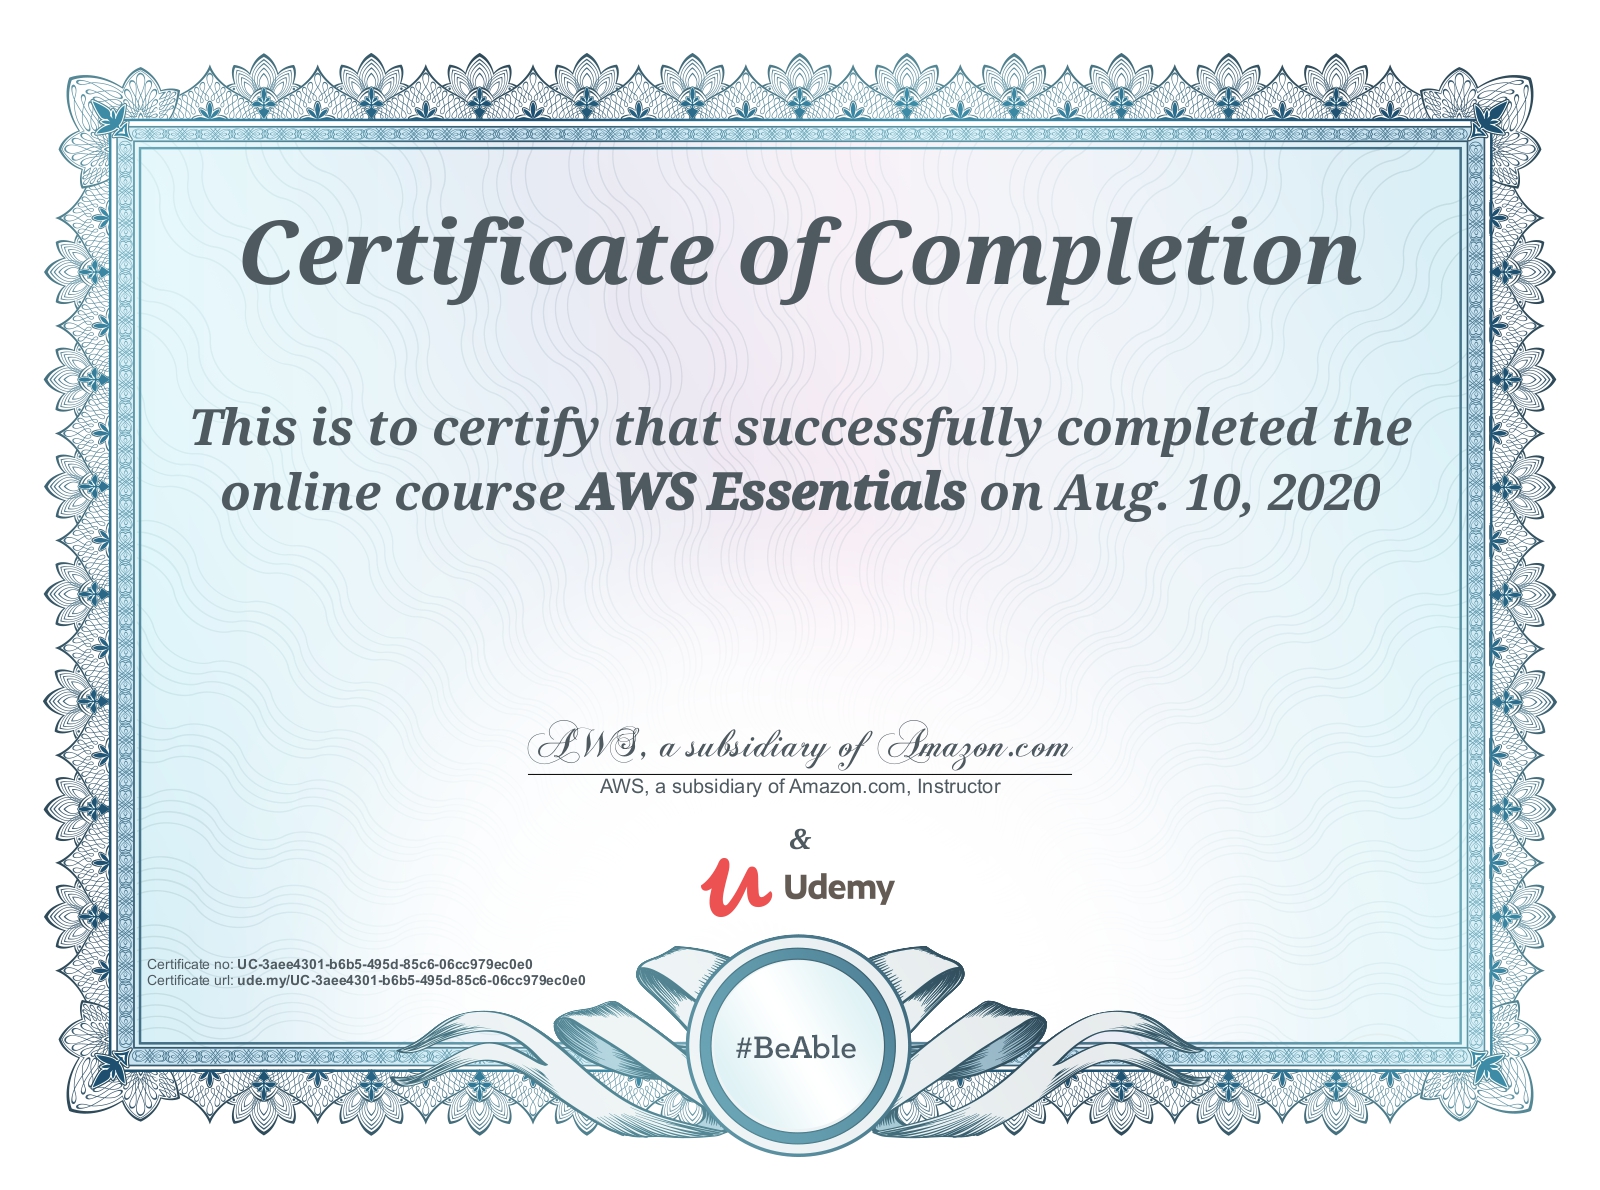 Certificate of Completion
This is to certify that successfully completed the
online course AWS Essentials on Aug. 10, 2020
AWS, a subsidiary of Amazon.com
AWS, a subsidiary of Amazon.com, Instructor
&
Udemy
Certificate no: UC-3aee4301-b6b5-495d-85c6-06cc979ec0e0
Certificate url: ude.my/UC-3aee4301-b6b5-495d-85c6-06cc979ec0e0
#BeAble